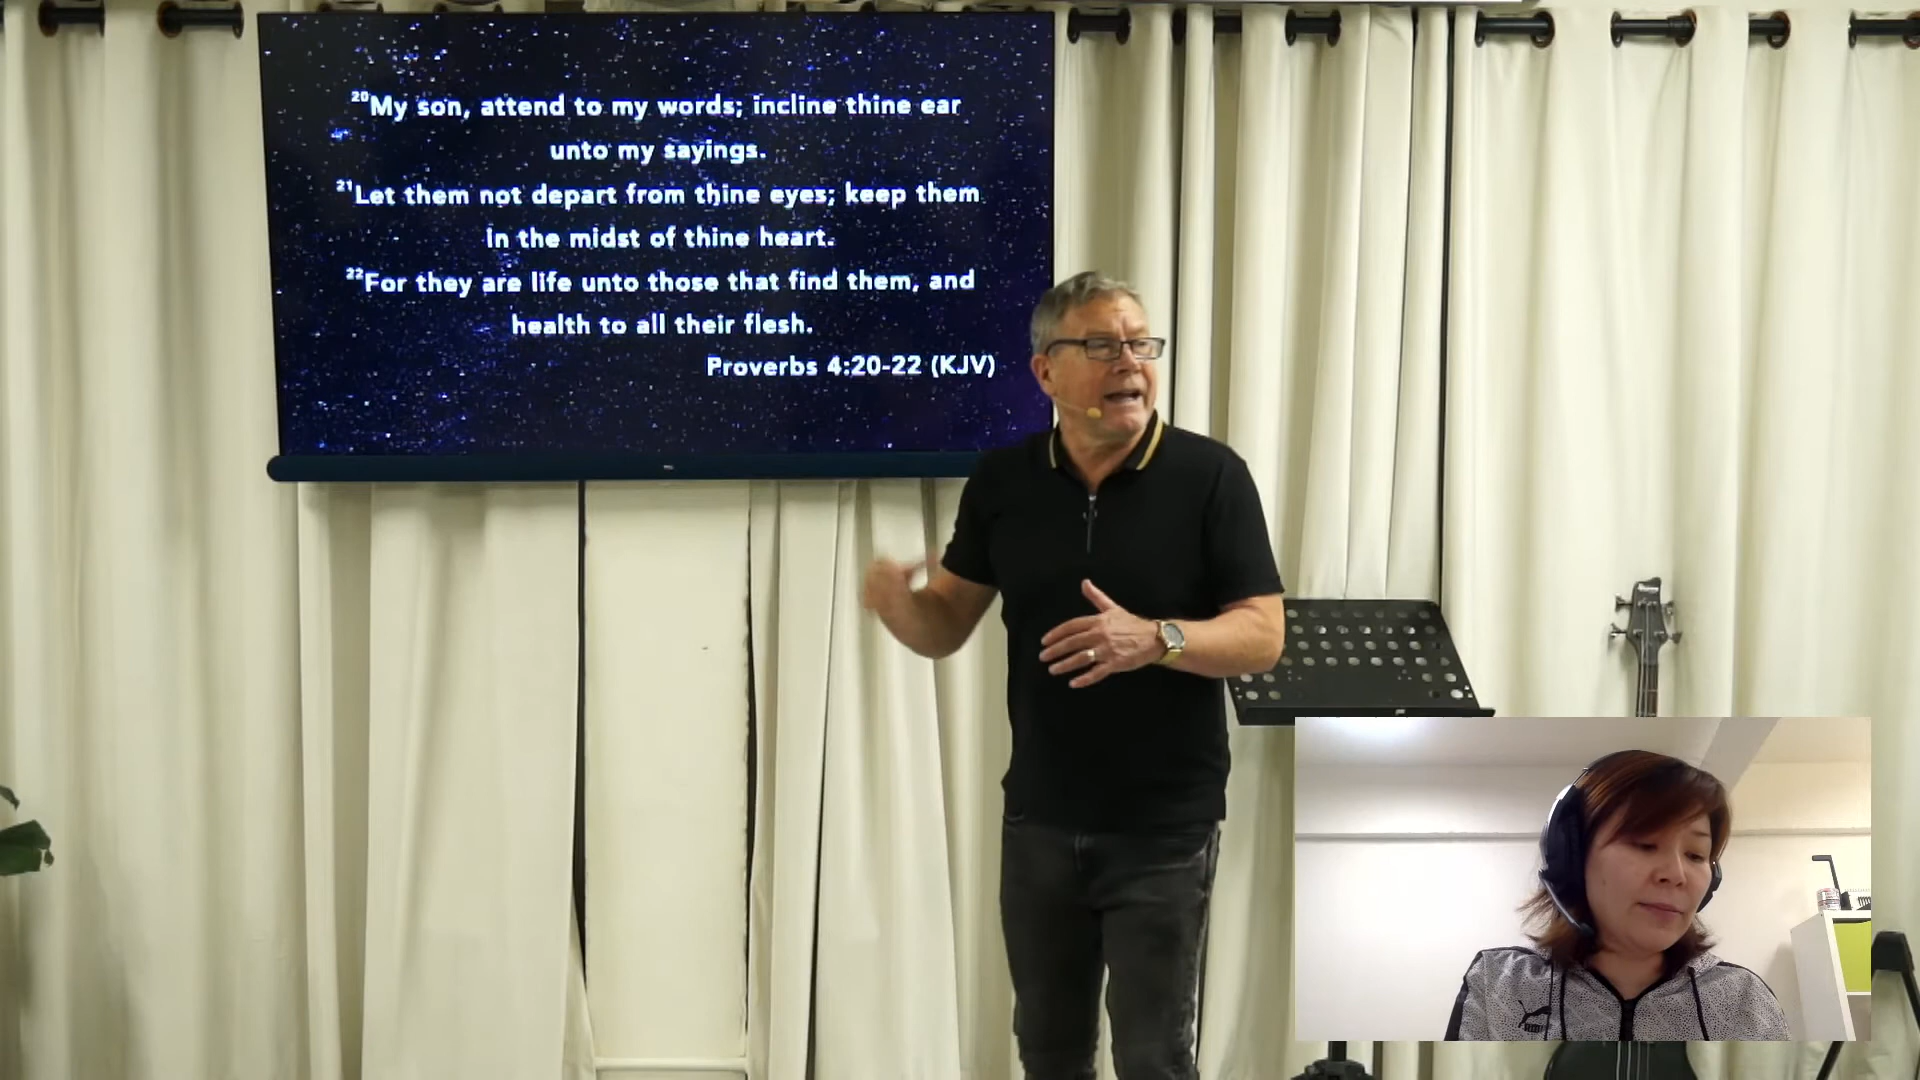 ²⁰My son, attend to my words; incline thine ear
unto my sayings.
²¹Let them not depart from thine eyes; keep them
in the midst of thine heart.
²²For they are life unto those that find them, and
health to all their flesh.
Proverbs 4:20-22 (KJV)